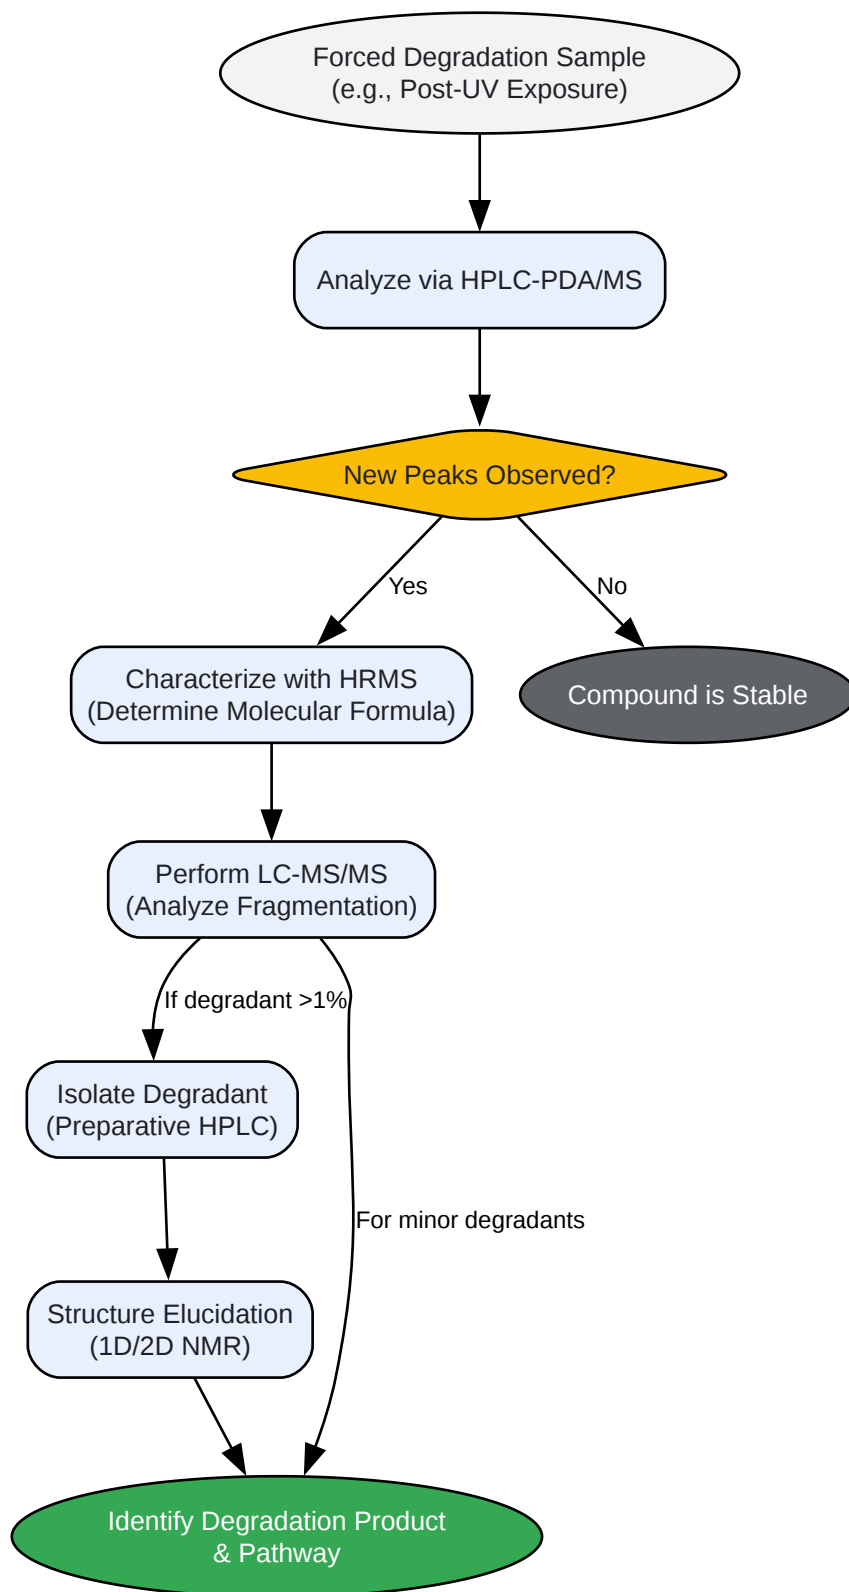 Forced Degradation Sample
(e.g., Post-UV Exposure)
Analyze via HPLC-PDA/MS
New Peaks Observed?
Yes
No
Characterize with HRMS
(Determine Molecular Formula)
Compound is Stable
Perform LC-MS/MS
(Analyze Fragmentation)
If degradant >1%
Isolate Degradant
(Preparative HPLC)
For minor degradants
Structure Elucidation
(1D/2D NMR)
Identify Degradation Product
& Pathway